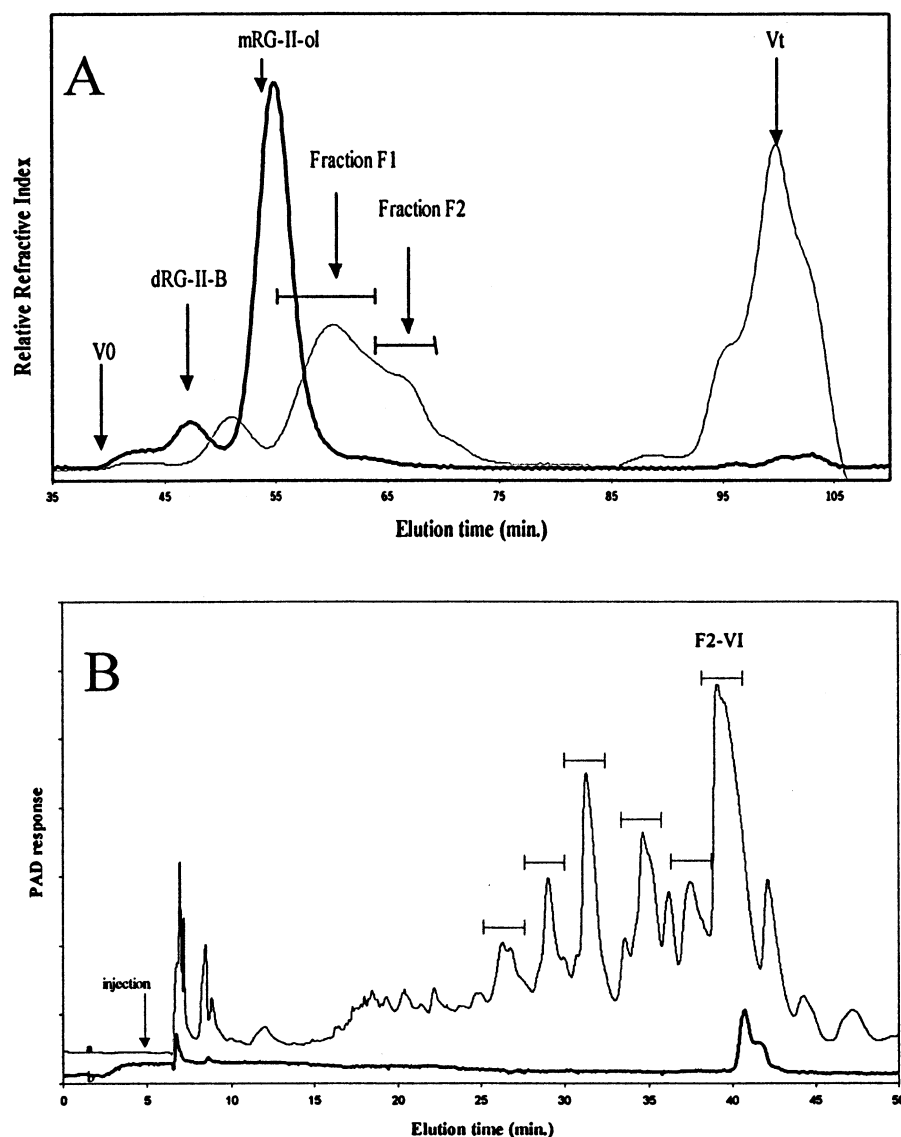 A
mRG-II-ol
Vt
Fraction F1
Fraction F2
dRG-II-B
V0
Relative Refractive Index
35 45 55 65 75 85 95 105
Elution time (min.)
B
F2-VI
PAD response
injection
a
b
0 5 10 15 20 25 30 35 40 45 50
Elution time (min.)